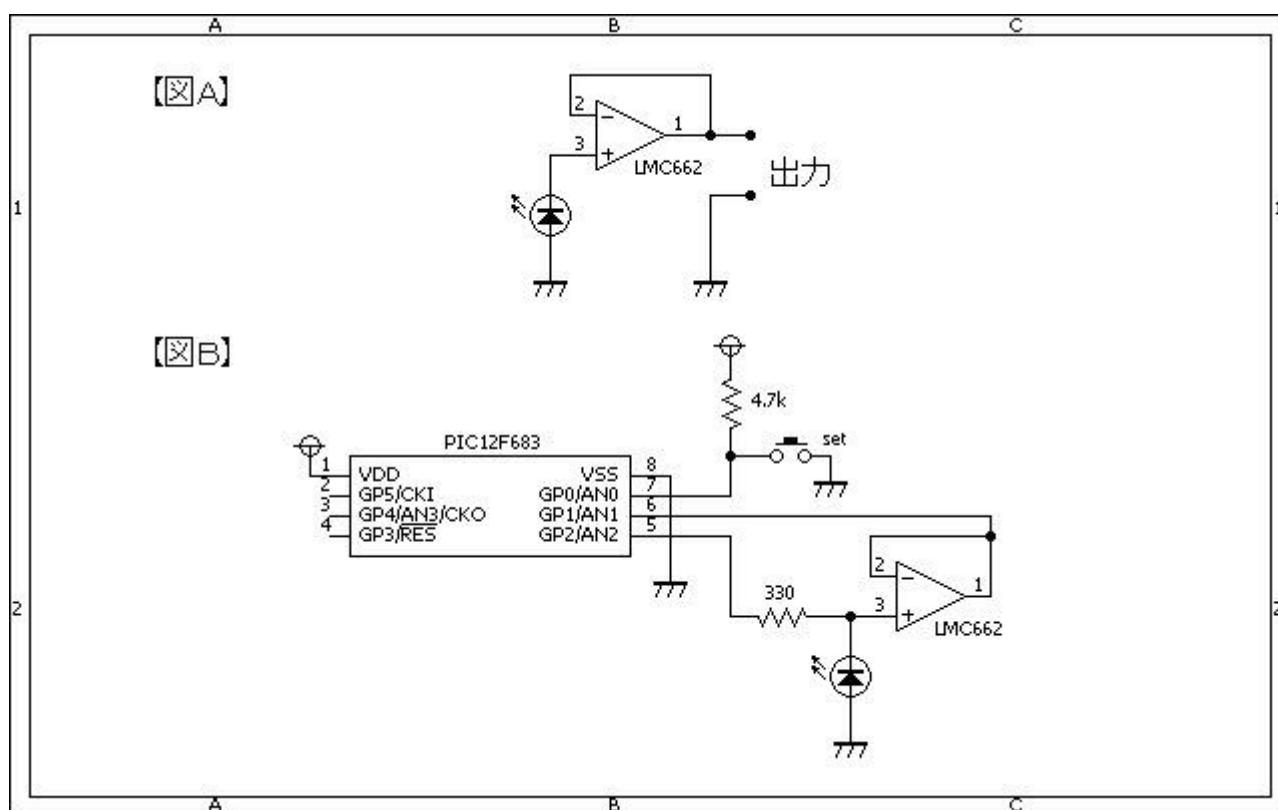 A B C
【図A】
2
1
3
LMC662
出力
1 1
【図B】
4.7k
PIC12F683
set
1 VDD VSS 8
2 GP5/CKI GP0/AN0 7
3 GP4/AN3/CKO GP1/AN1 6
4 GP3/RES GP2/AN2 5
2
1
330
3
2 2
LMC662
A B C